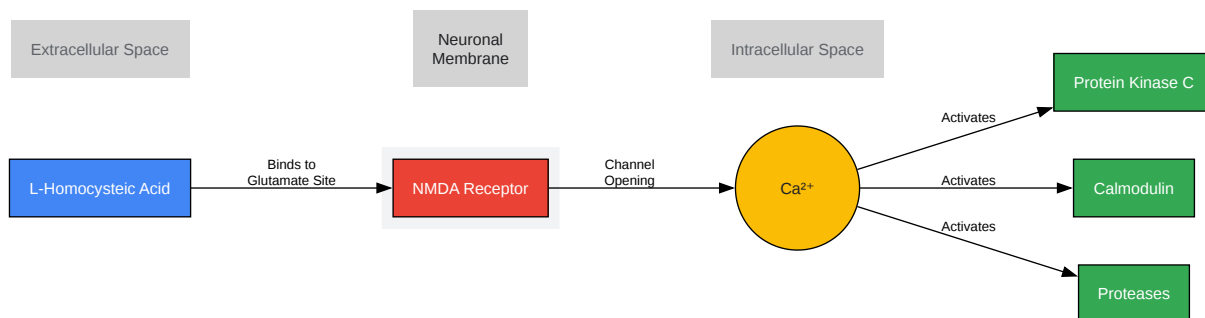 Extracellular Space
Neuronal
Membrane
Intracellular Space
Protein Kinase C
Activates
L-Homocysteic Acid
Binds to
Glutamate Site
NMDA Receptor
Channel
Opening
Ca²⁺
Activates
Calmodulin
Activates
Proteases